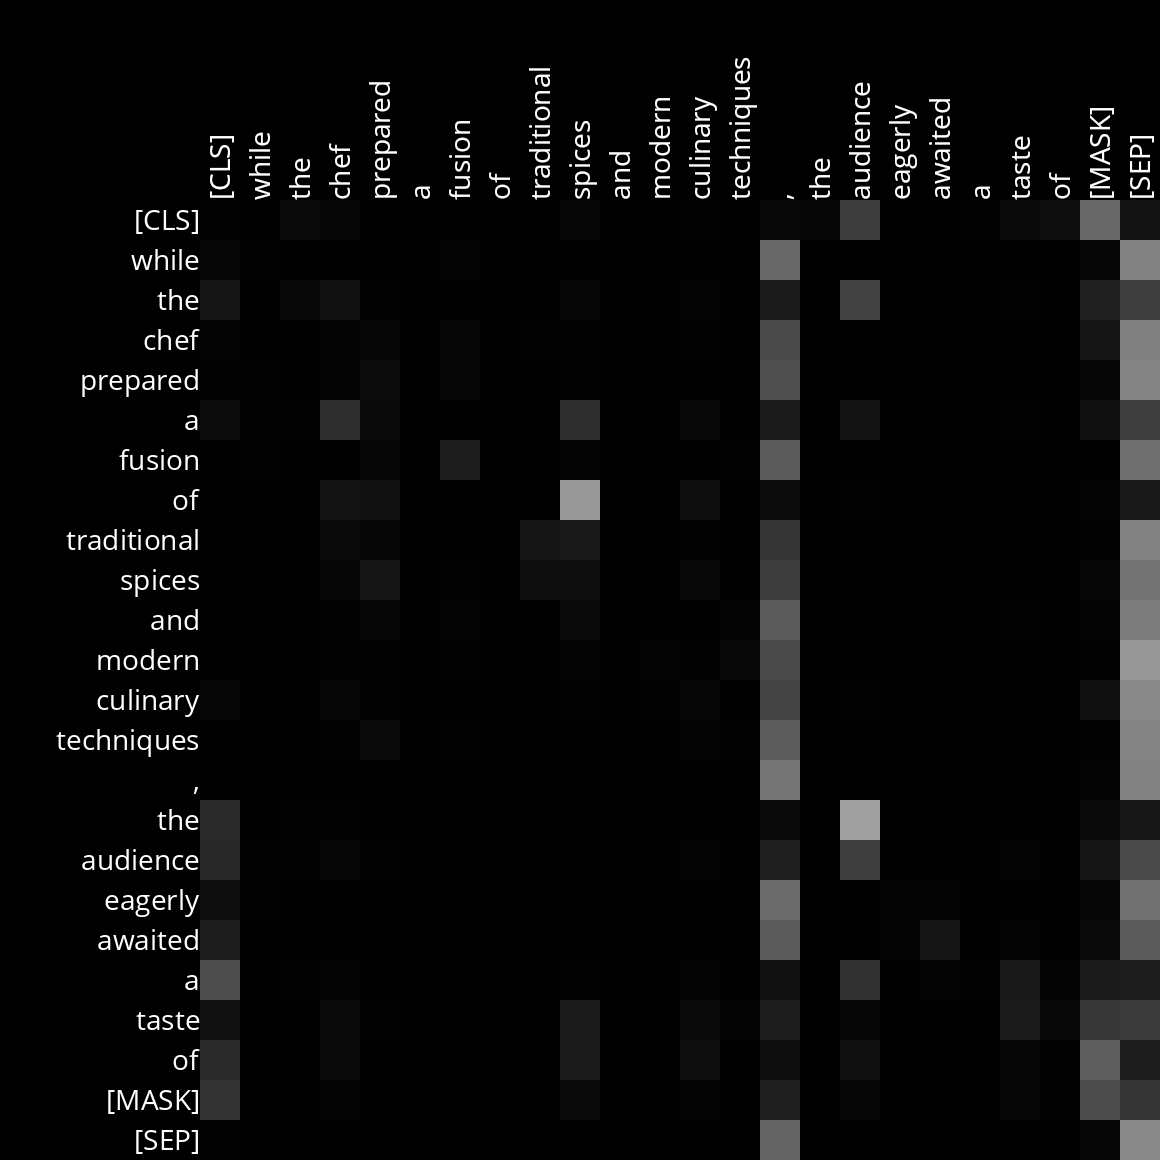 [CLS] while the chef prepared a fusion of traditional spices and modern culinary techniques , the audience eagerly awaited a taste of [MASK] [SEP]
[CLS]
while
the
chef
prepared
a
fusion
of
traditional
spices
and
modern
culinary
techniques
,
the
audience
eagerly
awaited
a
taste
of
[MASK]
[SEP]